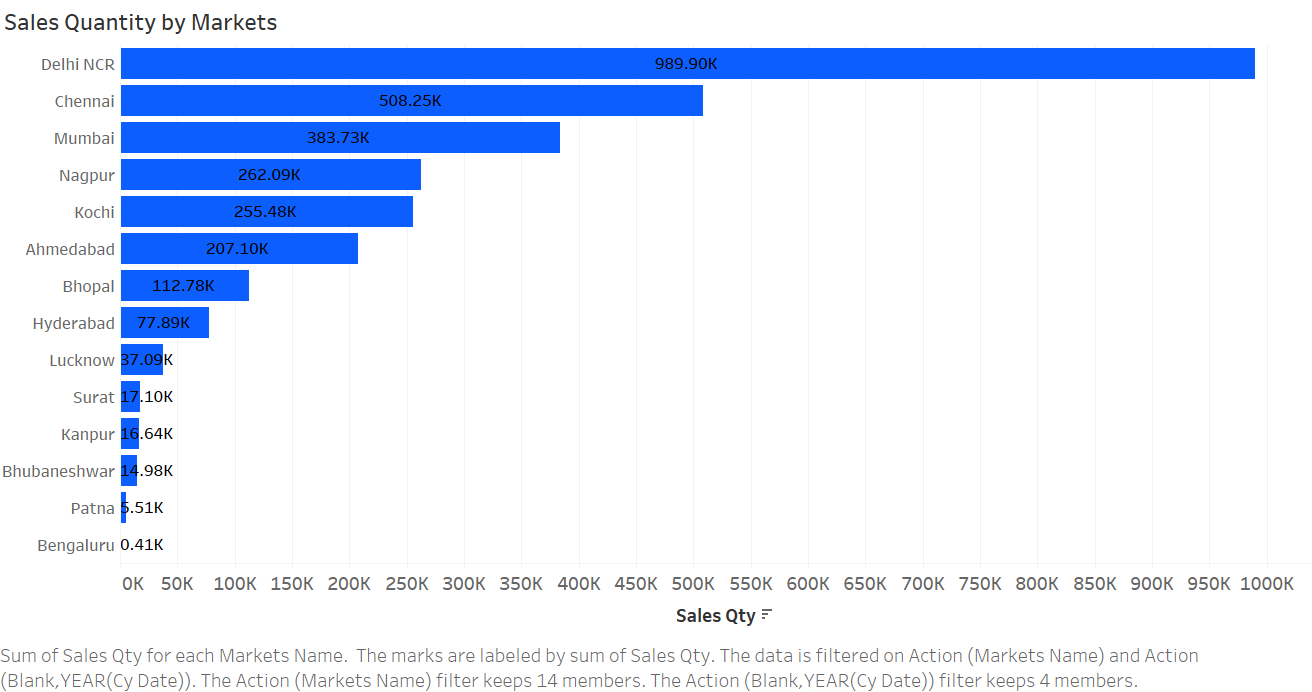 Sales Quantity by Markets
Delhi NCR 989.90K
Chennai 508.25K
Mumbai 383.73K
Nagpur 262.09K
Kochi 255.48K
Ahmedabad 207.10K
Bhopal 112.78K
Hyderabad 77.89K
Lucknow 37.09K
Surat 17.10K
Kanpur 16.64K
Bhubaneshwar 14.98K
Patna 5.51K
Bengaluru 0.41K
0K 50K 100K 150K 200K 250K 300K 350K 400K 450K 500K 550K 600K 650K 700K 750K 800K 850K 900K 950K 1000K
Sales Qty
Sum of Sales Qty for each Markets Name.  The marks are labeled by sum of Sales Qty. The data is filtered on Action (Markets Name) and Action
(Blank,YEAR(Cy Date)). The Action (Markets Name) filter keeps 14 members. The Action (Blank,YEAR(Cy Date)) filter keeps 4 members.